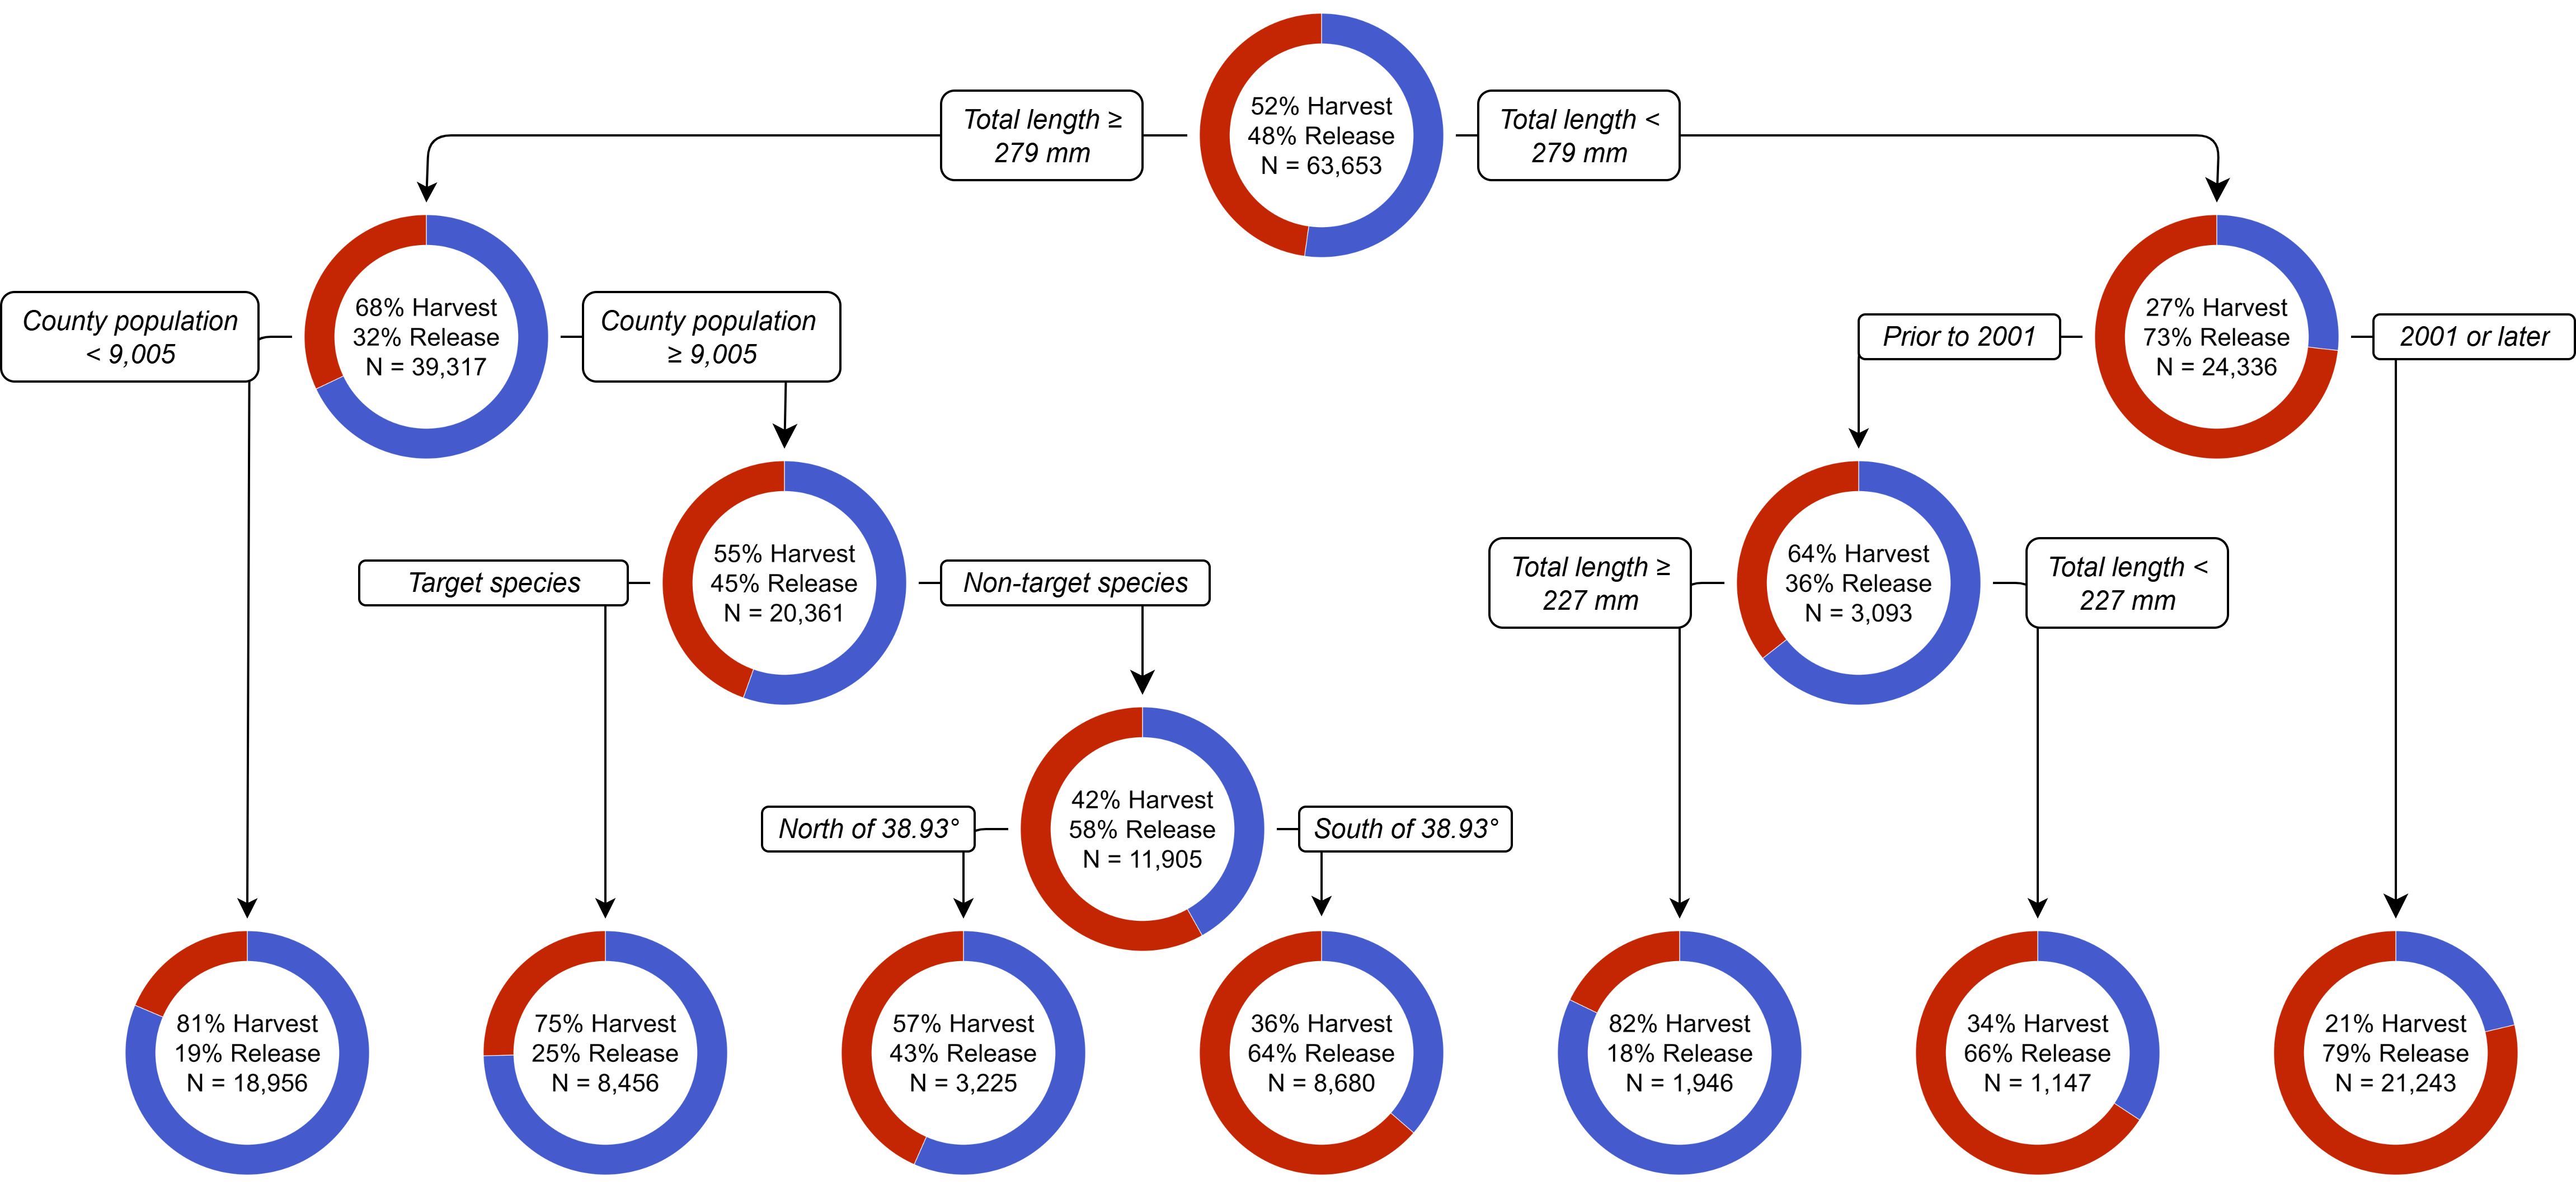 52% Harvest
48% Release
N = 63,653
Total length ≥
279 mm
Total length <
279 mm
68% Harvest
32% Release
N = 39,317
27% Harvest
73% Release
N = 24,336
County population
< 9,005
County population
≥ 9,005
Prior to 2001
2001 or later
55% Harvest
45% Release
N = 20,361
64% Harvest
36% Release
N = 3,093
Target species
Non-target species
Total length ≥
227 mm
Total length <
227 mm
42% Harvest
58% Release
N = 11,905
North of 38.93°
South of 38.93°
81% Harvest
19% Release
N = 18,956
75% Harvest
25% Release
N = 8,456
57% Harvest
43% Release
N = 3,225
36% Harvest
64% Release
N = 8,680
82% Harvest
18% Release
N = 1,946
34% Harvest
66% Release
N = 1,147
21% Harvest
79% Release
N = 21,243